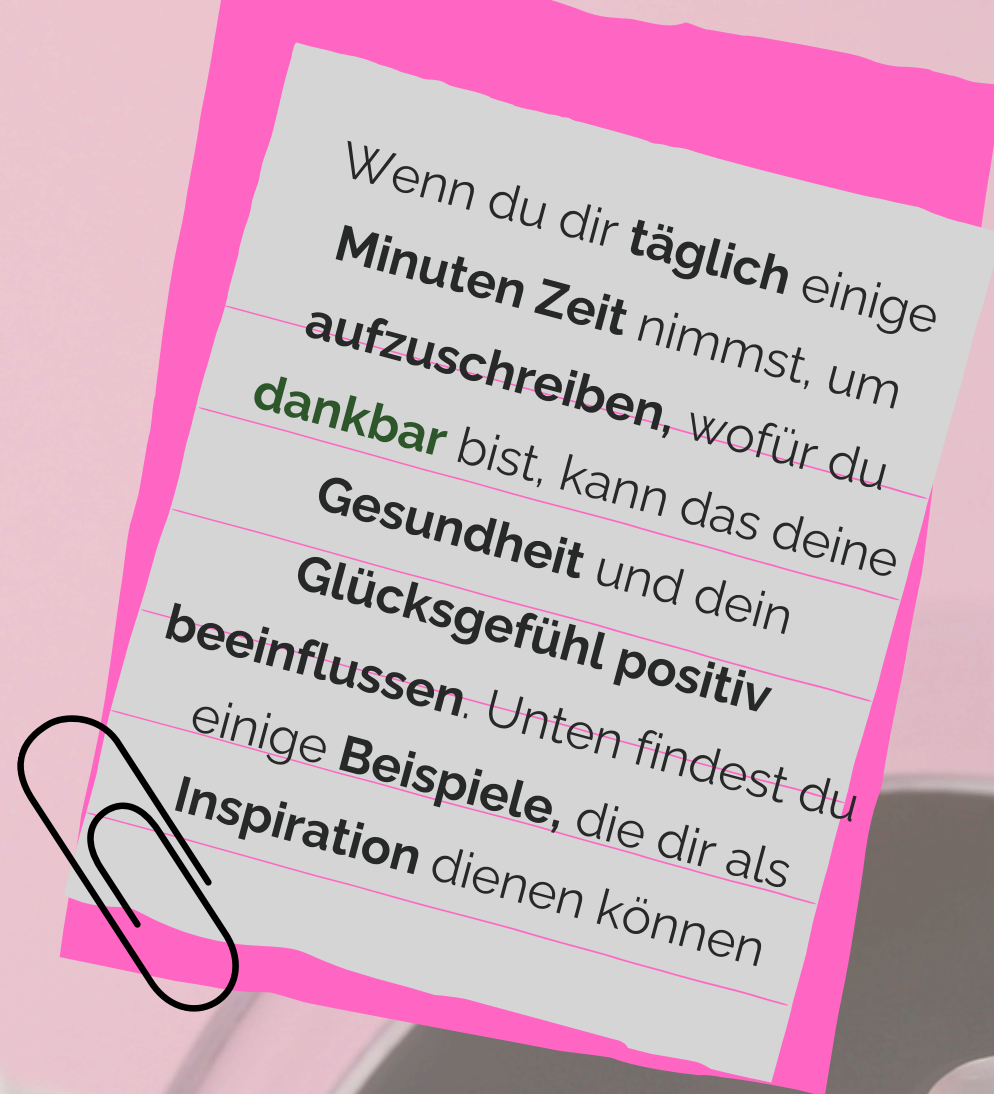 Wenn du dir täglich einige
Minuten Zeit nimmst, um
aufzuschreiben, wofür du
dankbar bist, kann das deine
Gesundheit und dein
Glücksgefühl positiv
beeinflussen. Unten findest du
einige Beispiele, die dir als
Inspiration dienen können